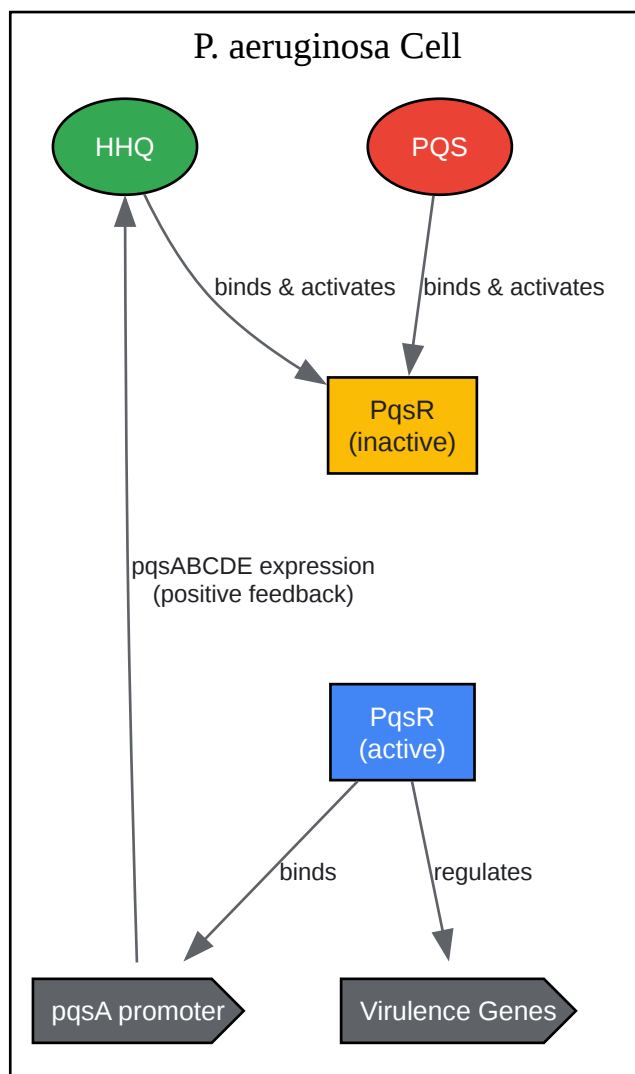 P. aeruginosa Cell
HHQ
PQS
binds & activates
binds & activates
PqsR
(inactive)
pqsABCDE expression
(positive feedback)
PqsR
(active)
binds
regulates
pqsA promoter
Virulence Genes